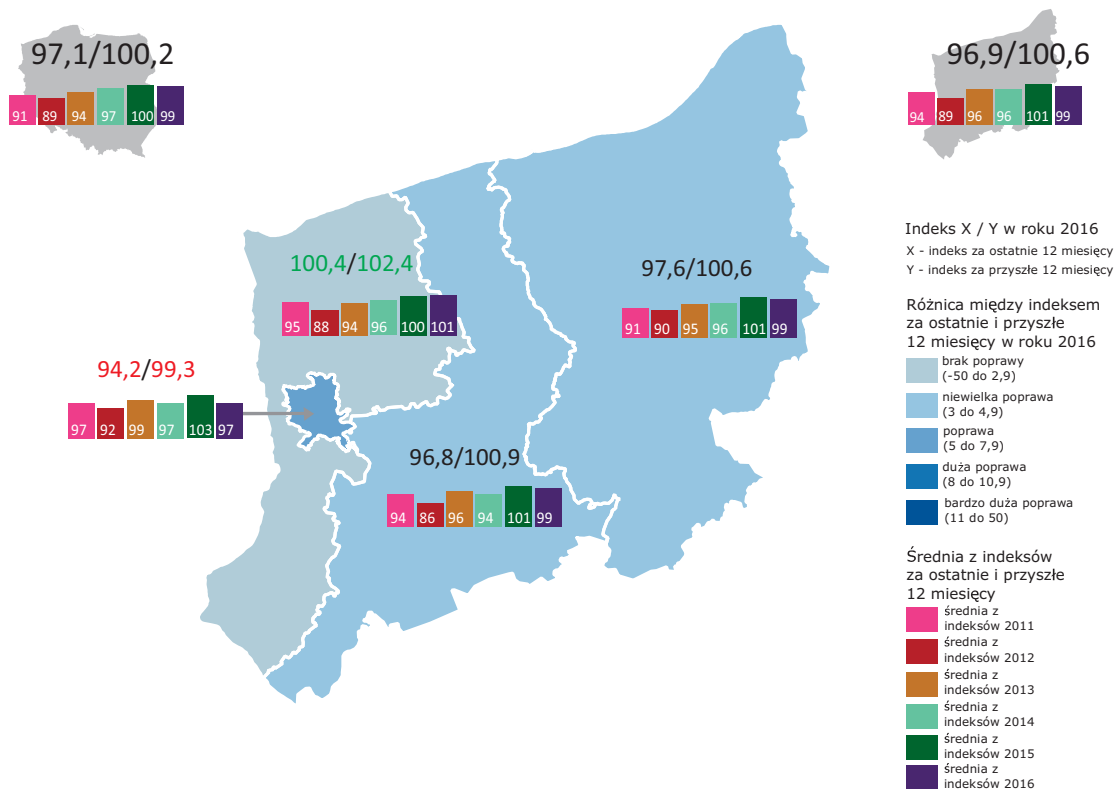 97,1/100,2
91 89 94 97 100 99
96,9/100,6
94 89 96 96 101 99
100,4/102,4
95 88 94 96 100 101
97,6/100,6
91 90 95 96 101 99
94,2/99,3
97 92 99 97 103 97
96,8/100,9
94 86 96 94 101 99
Indeks X / Y w roku 2016
X - indeks za ostatnie 12 miesięcy
Y - indeks za przyszłe 12 miesięcy
Różnica między indeksem
za ostatnie i przyszłe
12 miesięcy w roku 2016
brak poprawy
(-50 do 2,9)
niewielka poprawa
(3 do 4,9)
poprawa
(5 do 7,9)
duża poprawa
(8 do 10,9)
bardzo duża poprawa
(11 do 50)
Średnia z indeksów
za ostatnie i przyszłe
12 miesięcy
średnia z
indeksów 2011
średnia z
indeksów 2012
średnia z
indeksów 2013
średnia z
indeksów 2014
średnia z
indeksów 2015
średnia z
indeksów 2016